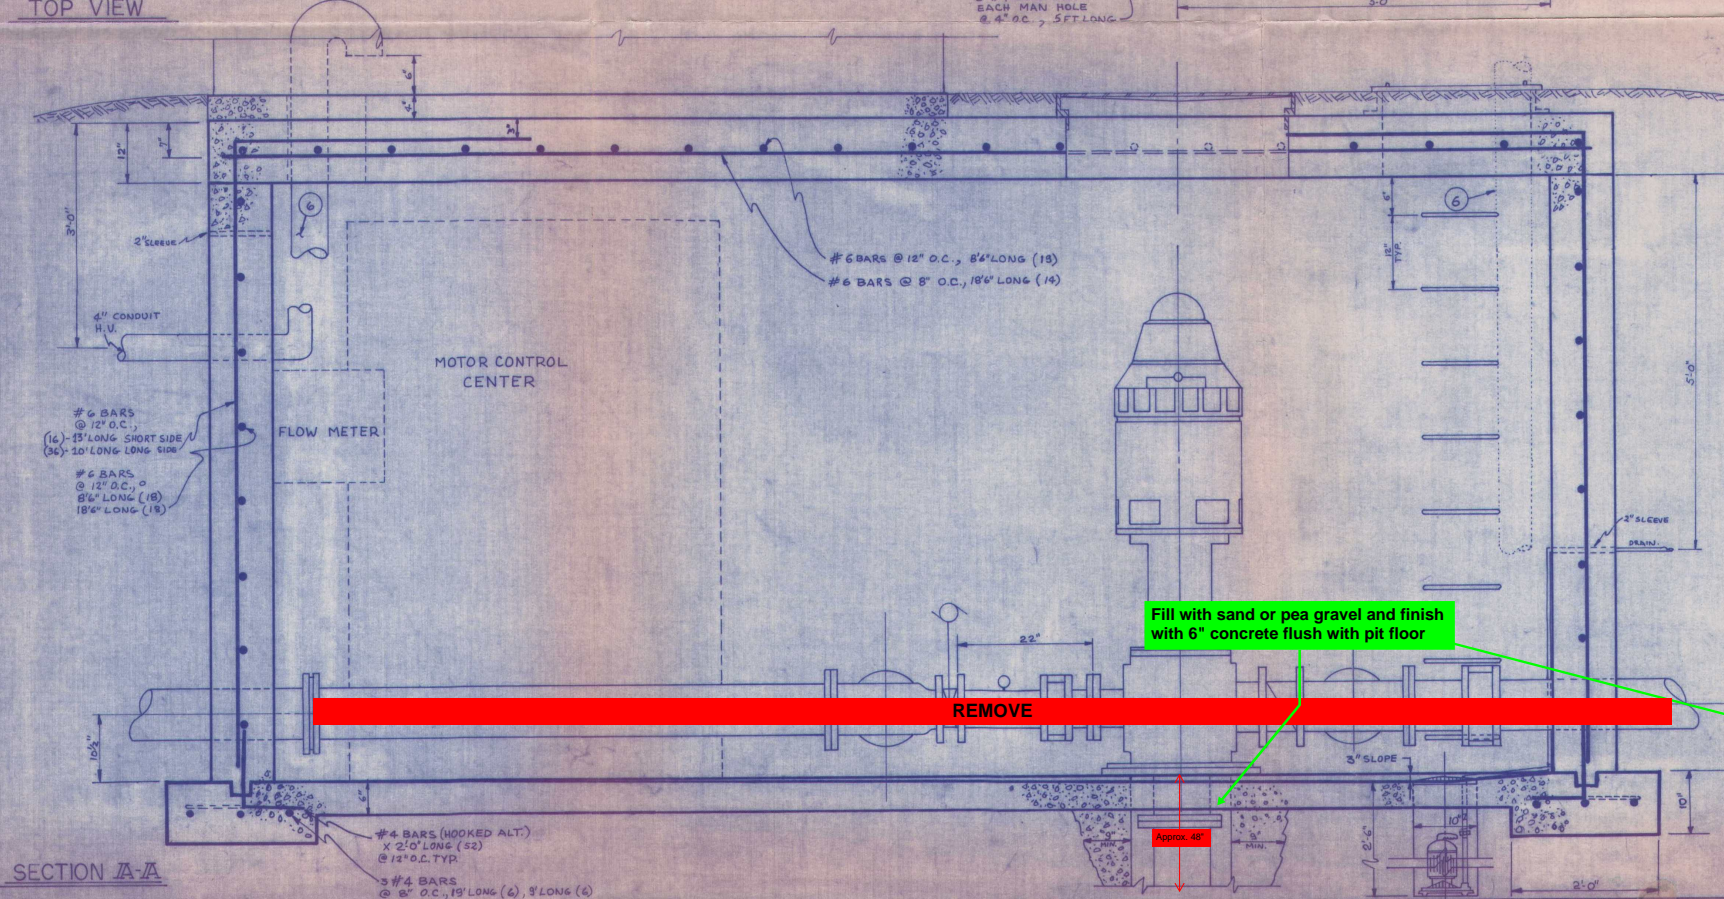 TOP VIEW
EACH MAN HOLE
@ 4" O.C., 5FT LONG
6"
4"
3"
12"
7"
3'-0"
2" SLEEVE
6
6
6"
12"
TYP.
#6 BARS @ 12" O.C., 8'6" LONG (19)
#6 BARS @ 8" O.C., 18'6" LONG (14)
4" CONDUIT
H.V.
MOTOR CONTROL
CENTER
FLOW METER
#6 BARS
@ 12" O.C.,
(16)-13' LONG SHORT SIDE
(36)-10' LONG LONG SIDE
#6 BARS
@ 12" O.C.,
8'6" LONG (18)
18'6" LONG (18)
5'-0"
2" SLEEVE
DRAIN
Fill with sand or pea gravel and finish
with 6" concrete flush with pit floor
22"
REMOVE
10½"
3" SLOPE
6"
10"
10"
9"
MIN.
Approx. 48"
MIN.
2'-6"
#4 BARS (HOOKED ALT.)
X 2'0" LONG (52)
@ 12" O.C. TYP.
3 #4 BARS
@ 8" O.C., 19' LONG (6), 9' LONG (6)
2'-0"
SECTION A-A